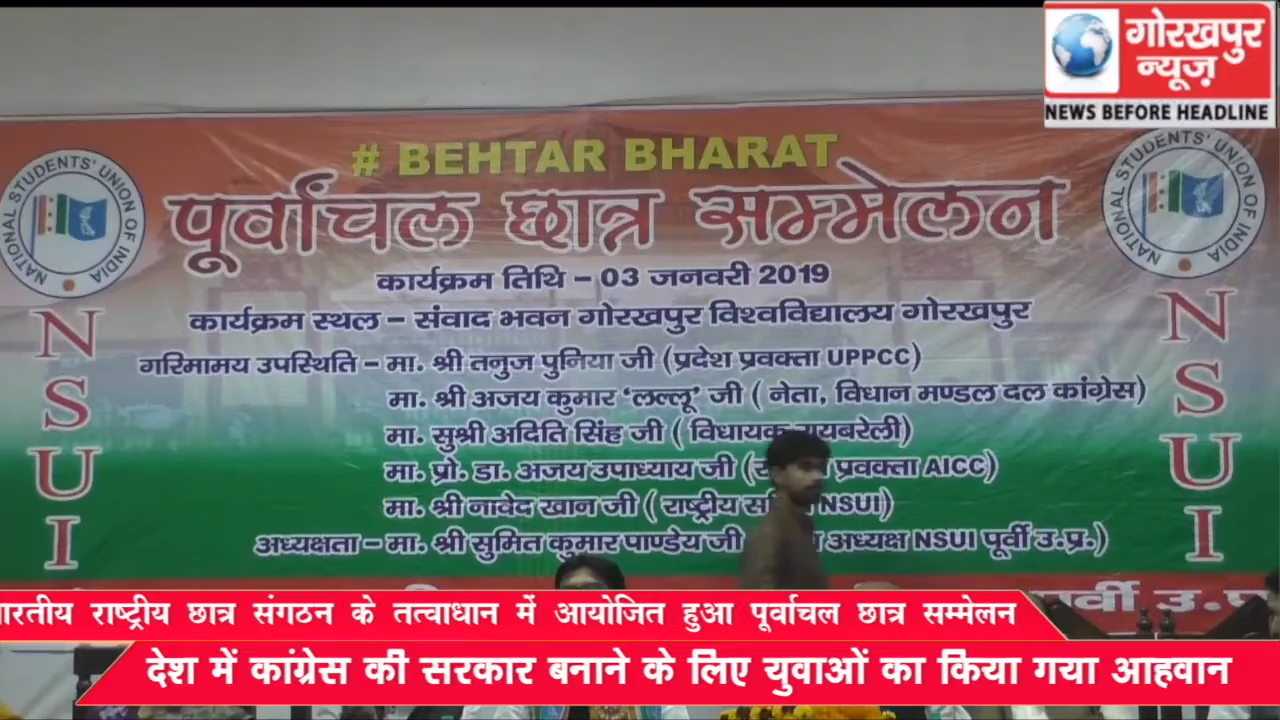 गोरखपुर
न्यूज़
NEWS BEFORE HEADLINE
# BEHTAR BHARAT
पूर्वांचल छात्र सम्मेलन
NATIONAL STUDENTS' UNION OF INDIA
NATIONAL STUDENTS' UNION OF INDIA
NSUI
NSUI
कार्यक्रम तिथि – 03 जनवरी 2019
कार्यक्रम स्थल – संवाद भवन गोरखपुर विश्वविद्यालय गोरखपुर
गरिमामय उपस्थिति – मा. श्री तनुज पुनिया जी (प्रदेश प्रवक्ता UPPCC)
मा. श्री अजय कुमार 'लल्लू' जी ( नेता, विधान मण्डल दल कांग्रेस)
मा. सुश्री अदिति सिंह जी ( विधायक
मा. प्रो. डा. अजय उपाध्याय जी प्रवक्ता AICC)
मा. श्री नावेद खान जी ( राष्ट्रीय NSUI)
अध्यक्षता – मा. श्री सुमित कुमार पाण्डेय जी अध्यक्ष NSUI पूर्वी उ.प्र.)
राष्ट्रीय छात्र संगठन के तत्वाधान में आयोजित हुआ पूर्वाचल छात्र सम्मेलन
देश में कांग्रेस की सरकार बनाने के लिए युवाओं का किया गया आहवान